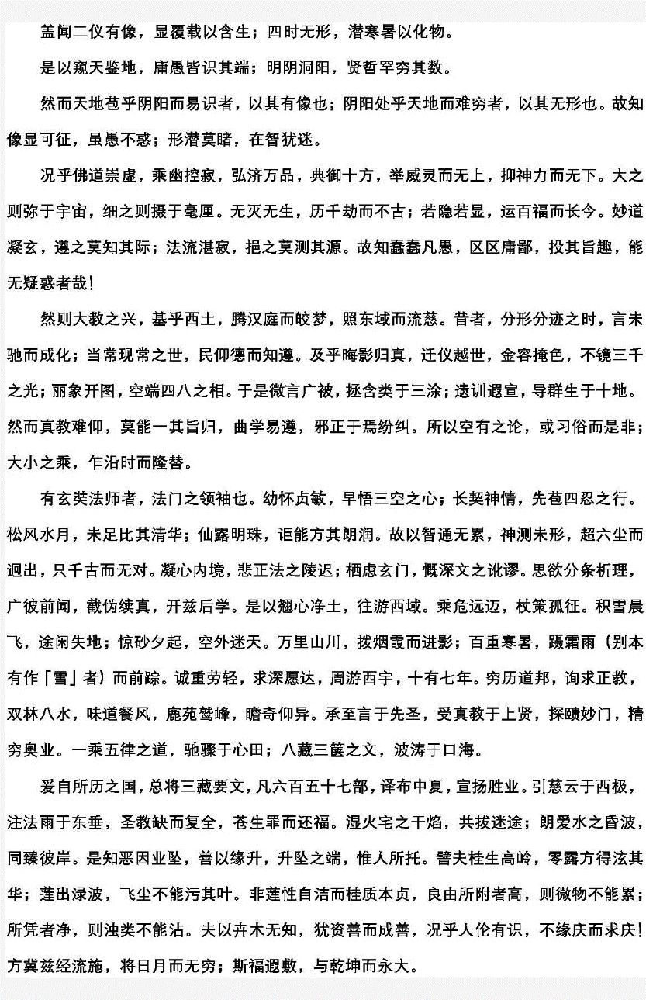 盖闻二仪有像，显覆载以含生；四时无形，潜寒暑以化物。
是以窥天鉴地，庸愚皆识其端；明阴洞阳，贤哲罕穷其数。
然而天地苞乎阴阳而易识者，以其有像也；阴阳处乎天地而难穷者，以其无形也。故知
像显可征，虽愚不惑；形潜莫睹，在智犹迷。
况乎佛道崇虚，乘幽控寂，弘济万品，典御十方，举威灵而无上，抑神力而无下。大之
则弥于宇宙，细之则摄于毫厘。无灭无生，历千劫而不古；若隐若显，运百福而长今。妙道
凝玄，遵之莫知其际；法流湛寂，挹之莫测其源。故知蠢蠢凡愚，区区庸鄙，投其旨趣，能
无疑惑者哉！
然则大教之兴，基乎西土，腾汉庭而皎梦，照东域而流慈。昔者，分形分迹之时，言未
驰而成化；当常现常之世，民仰德而知遵。及乎晦影归真，迁仪越世，金容掩色，不镜三千
之光；丽象开图，空端四八之相。于是微言广被，拯含类于三涂；遗训遐宣，导群生于十地。
然而真教难仰，莫能一其旨归，曲学易遵，邪正于焉纷纠。所以空有之论，或习俗而是非；
大小之乘，乍沿时而隆替。
有玄奘法师者，法门之领袖也。幼怀贞敏，早悟三空之心；长契神情，先苞四忍之行。
松风水月，未足比其清华；仙露明珠，讵能方其朗润。故以智通无累，神测未形，超六尘而
迥出，只千古而无对。凝心内境，悲正法之陵迟；栖虑玄门，慨深文之讹谬。思欲分条析理，
广彼前闻，截伪续真，开兹后学。是以翘心净土，往游西域。乘危远迈，杖策孤征。积雪晨
飞，途闲失地；惊砂夕起，空外迷天。万里山川，拨烟霞而进影；百重寒暑，蹑霜雨（别本
有作「雪」者）而前踪。诚重劳轻，求深愿达，周游西宇，十有七年。穷历道邦，询求正教，
双林八水，味道餐风，鹿苑鹫峰，瞻奇仰异。承至言于先圣，受真教于上贤，探赜妙门，精
穷奥业。一乘五律之道，驰骤于心田；八藏三箧之文，波涛于口海。
爰自所历之国，总将三藏要文，凡六百五十七部，译布中夏，宣扬胜业。引慈云于西极，
注法雨于东垂，圣教缺而复全，苍生罪而还福。湿火宅之干焰，共拔迷途；朗爱水之昏波，
同臻彼岸。是知恶因业坠，善以缘升，升坠之端，惟人所托。譬夫桂生高岭，零露方得泫其
华；莲出渌波，飞尘不能污其叶。非莲性自洁而桂质本贞，良由所附者高，则微物不能累；
所凭者净，则浊类不能沾。夫以卉木无知，犹资善而成善，况乎人伦有识，不缘庆而求庆！
方冀兹经流施，将日月而无穷；斯福遐敷，与乾坤而永大。